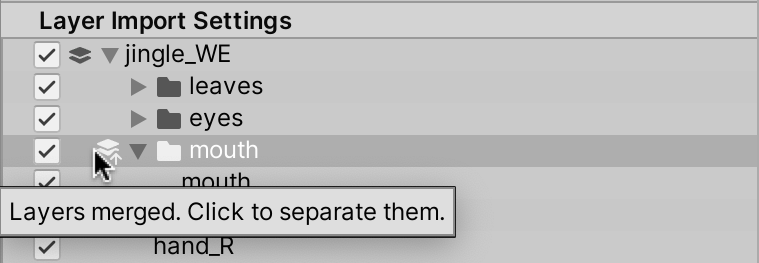 Layer Import Settings
jingle_WE
leaves
eyes
mouth
mouth
Layers merged. Click to separate them.
hand_R